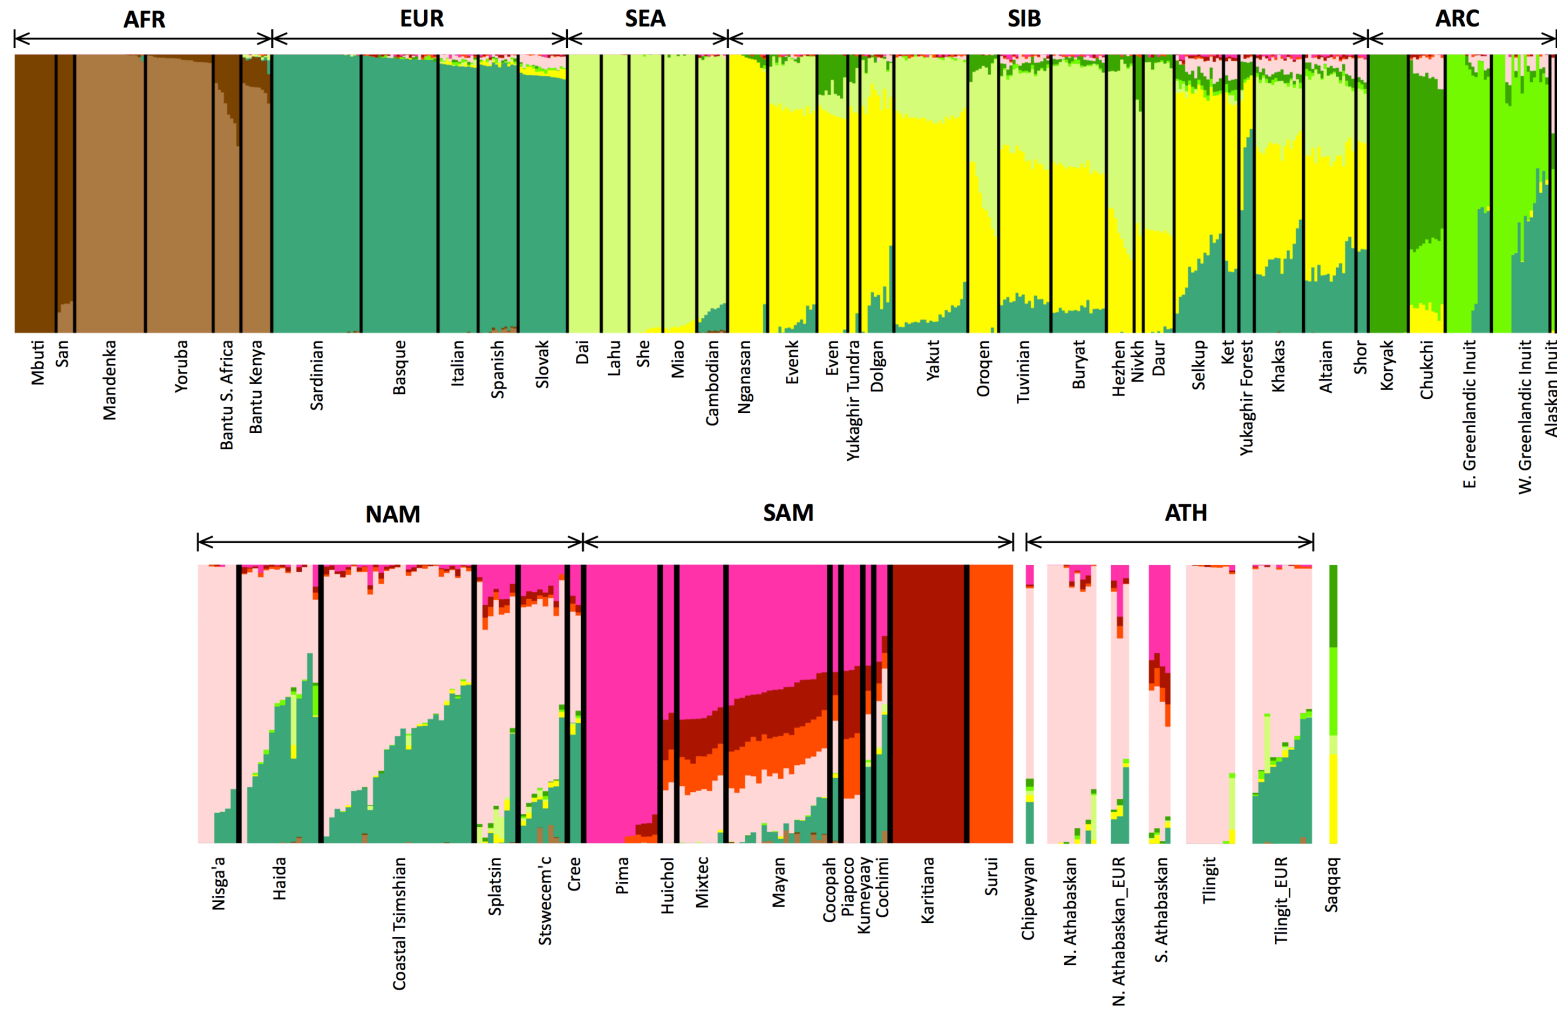 AFR
EUR
SEA
SIB
ARC
Mbuti
San
Mandenka
Yoruba
Bantu S. Africa
Bantu Kenya
Sardinian
Basque
Italian
Spanish
Slovak
Dai
Lahu
She
Miao
Cambodian
Nganasan
Evenk
Even
Yukaghir Tundra
Dolgan
Yakut
Oroqen
Tuvinian
Buryat
Hezhen
Nivkh
Daur
Selkup
Ket
Yukaghir Forest
Khakas
Altaian
Shor
Koryak
Chukchi
E. Greenlandic Inuit
W. Greenlandic Inuit
Alaskan Inuit
NAM
SAM
ATH
Nisga'a
Haida
Coastal Tsimshian
Splatsin
Stswecem'c
Cree
Pima
Huichol
Mixtec
Mayan
Cocopah
Piapoco
Kumeyaay
Cochimi
Karitiana
Surui
Chipewyan
N. Athabaskan
N. Athabaskan_EUR
S. Athabaskan
Tlingit
Tlingit_EUR
Saqqaq